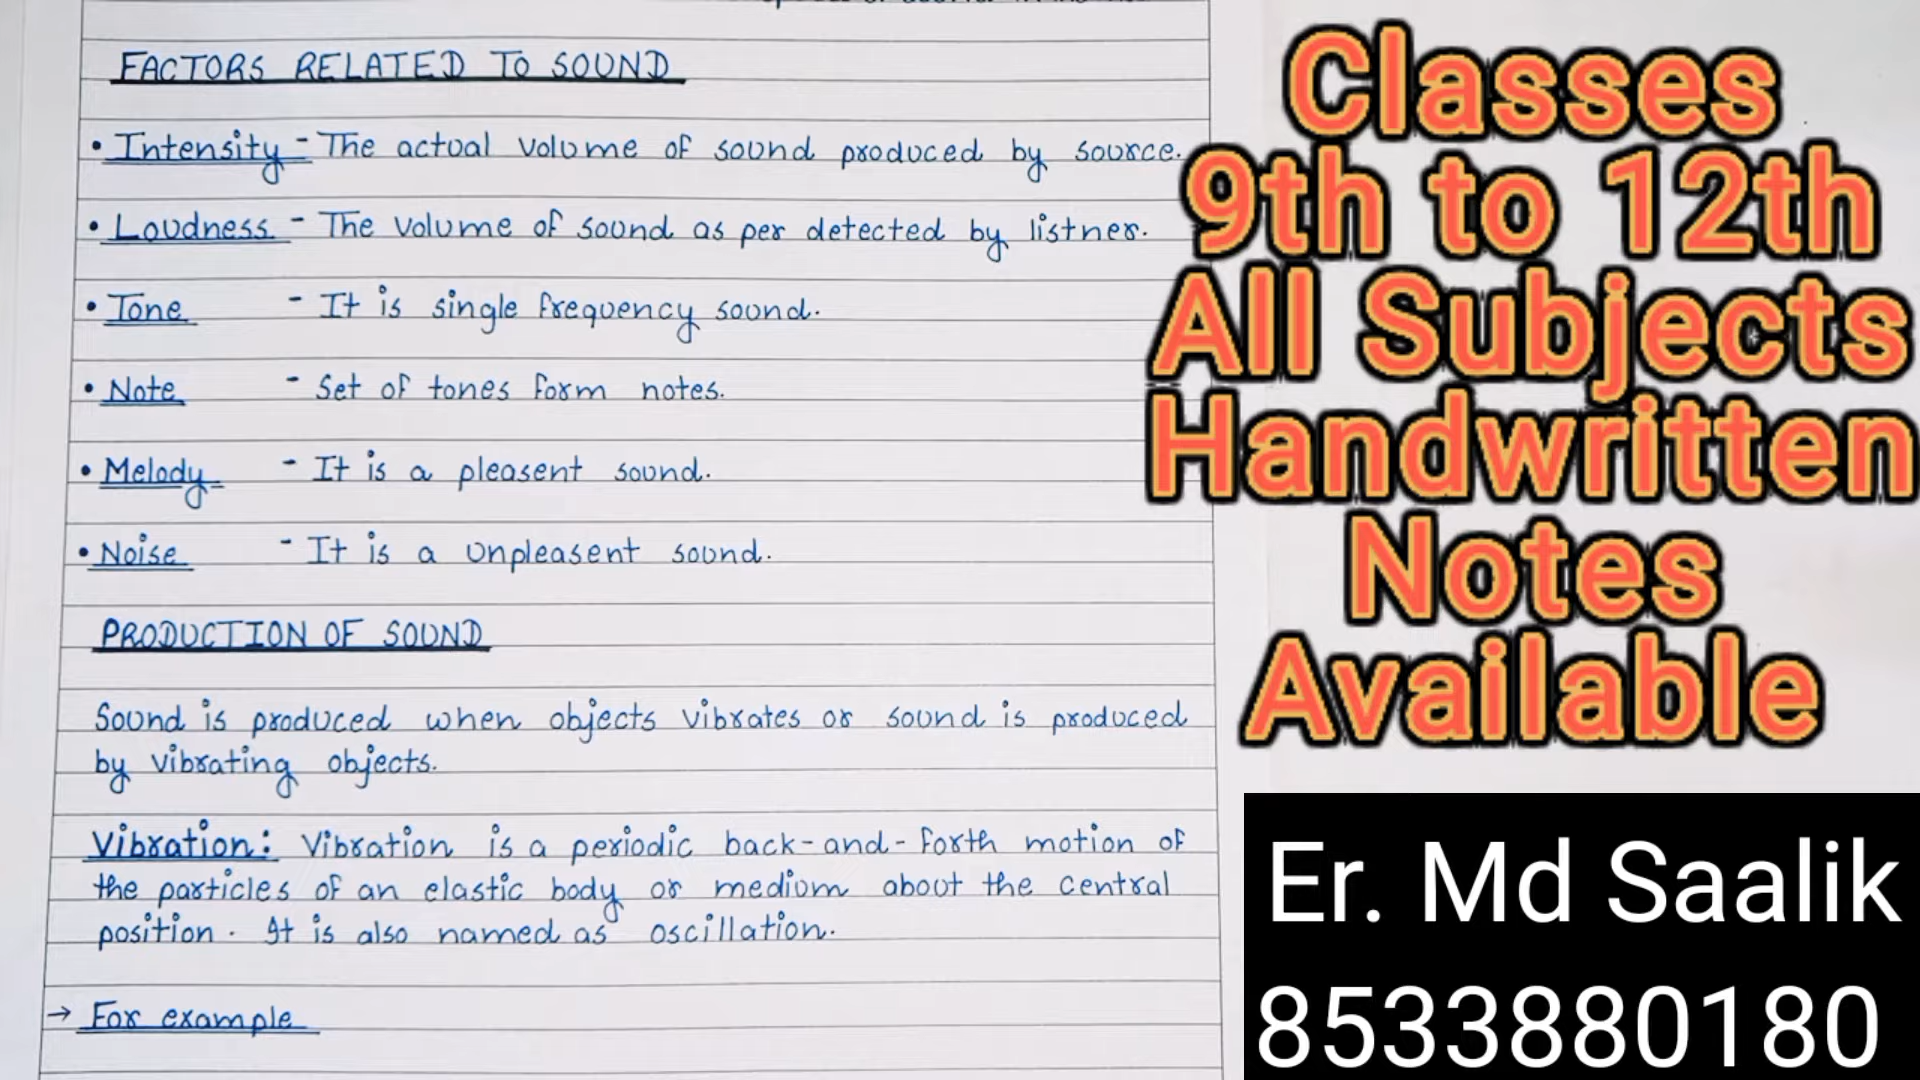 FACTORS RELATED TO SOUND
• Intensity - The actual volume of sound produced by source.
• Loudness - The volume of sound as per detected by listner.
• Tone - It is single frequency sound.
• Note - Set of tones form notes.
• Melody - It is a pleasent sound.
• Noise - It is a unpleasent sound.
PRODUCTION OF SOUND
Sound is produced when objects vibrates or sound is produced
by vibrating objects.
Vibration: Vibration is a periodic back-and-forth motion of
the particles of an elastic body or medium about the central
position. It is also named as oscillation.
→ For example
Classes
9th to 12th
All Subjects
Handwritten
Notes
Available
Er. Md Saalik
8533880180